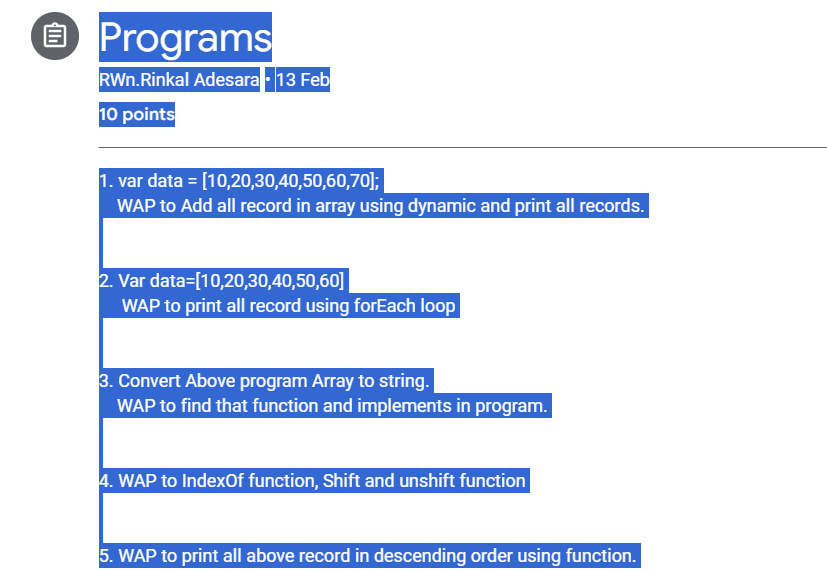 Programs
RWn.Rinkal Adesara • 13 Feb
10 points
1. var data = [10,20,30,40,50,60,70];
WAP to Add all record in array using dynamic and print all records.
2. Var data=[10,20,30,40,50,60]
WAP to print all record using forEach loop
3. Convert Above program Array to string.
WAP to find that function and implements in program.
4. WAP to IndexOf function, Shift and unshift function
5. WAP to print all above record in descending order using function.